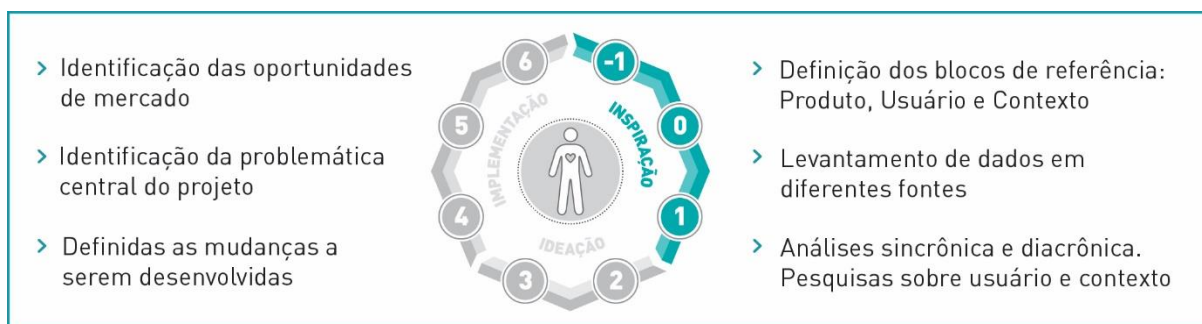 > Identificação das oportunidades
de mercado
> Identificação da problemática
central do projeto
> Definidas as mudanças a
serem desenvolvidas
-1
0
1
2
3
4
5
6
INSPIRAÇÃO
IDEAÇÃO
IMPLEMENTAÇÃO
> Definição dos blocos de referência:
Produto, Usuário e Contexto
> Levantamento de dados em
diferentes fontes
> Análises sincrônica e diacrônica.
Pesquisas sobre usuário e contexto